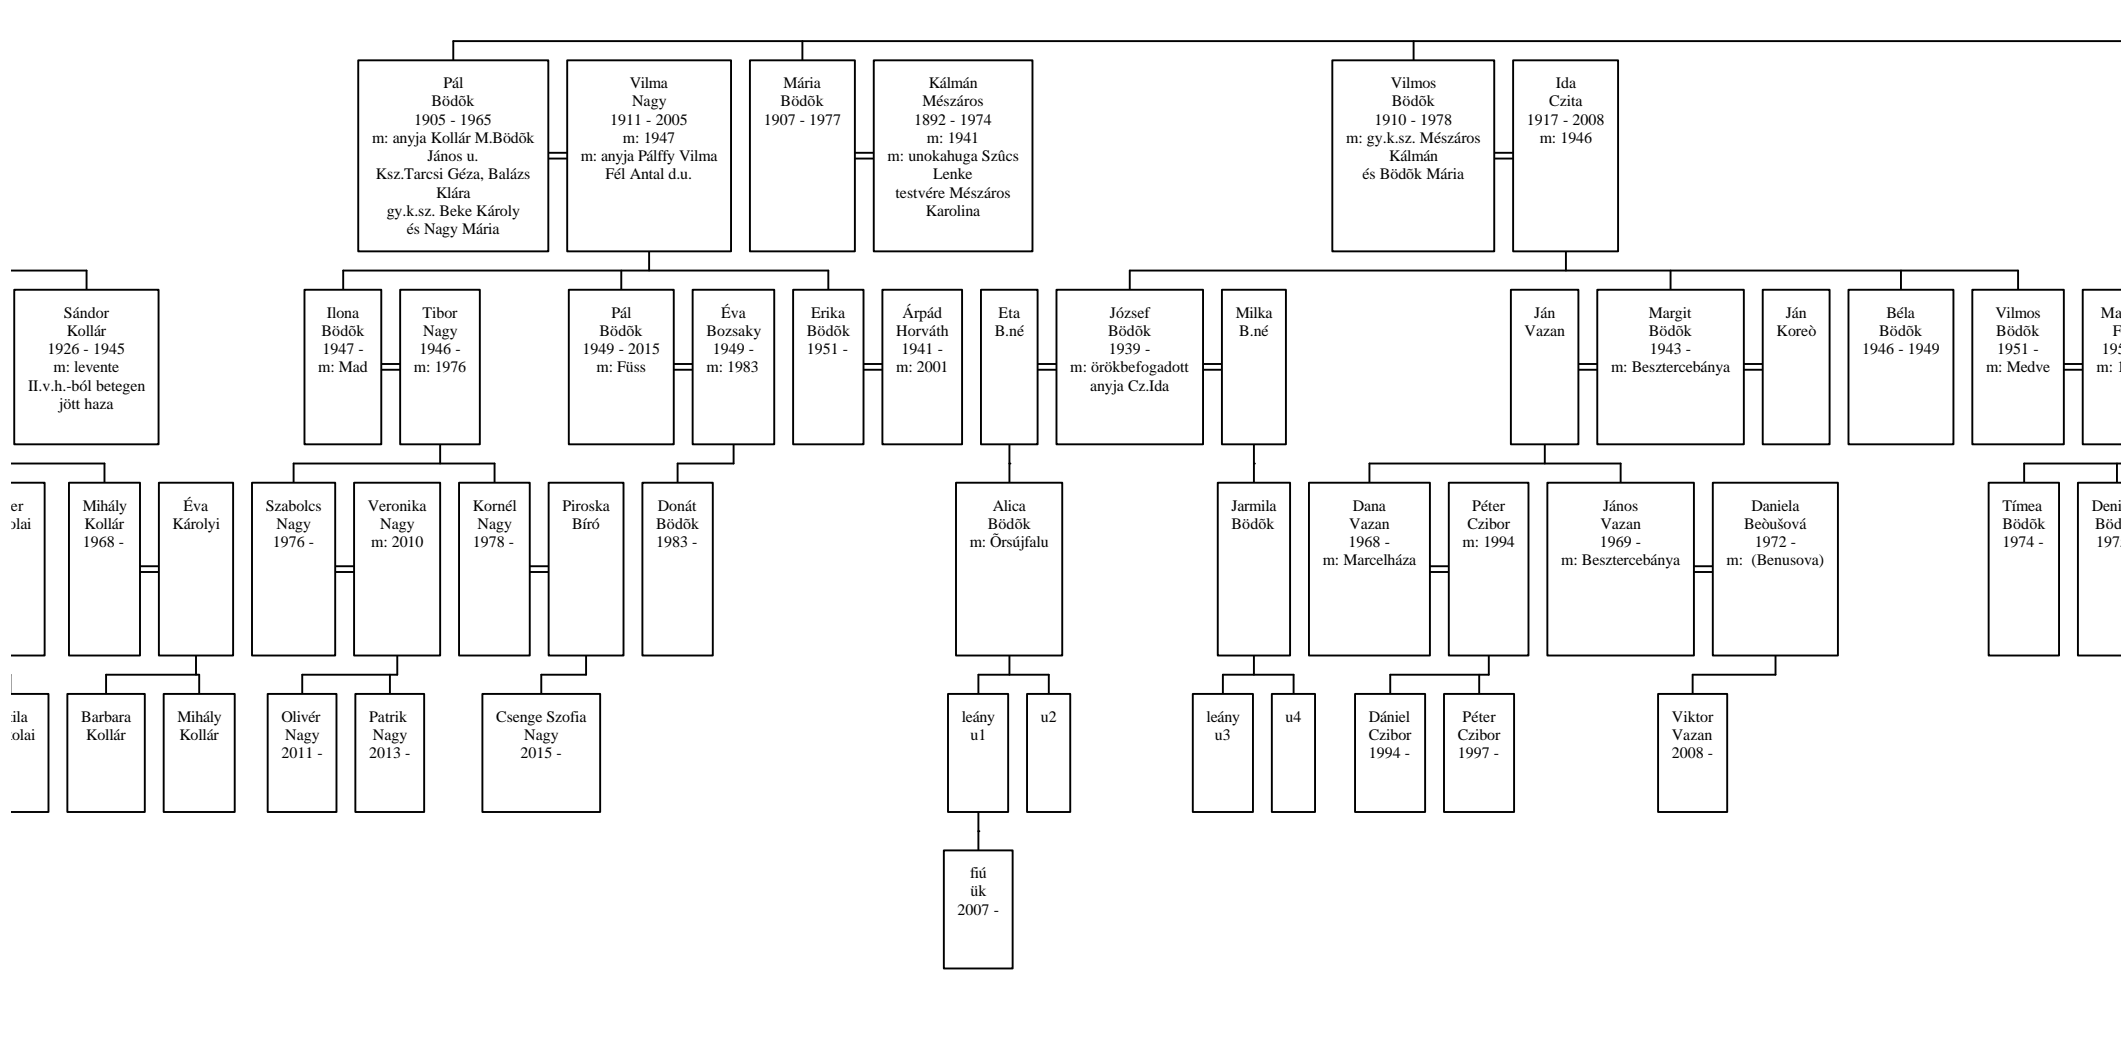 Pál
Bödõk
1905 - 1965
m: anyja Kollár M.Bödõk
János u.
Ksz.Tarcsi Géza, Balázs
Klára
gy.k.sz. Beke Károly
és Nagy Mária
Vilma
Nagy
1911 - 2005
m: 1947
m: anyja Pálffy Vilma
Fél Antal d.u.
Mária
Bödõk
1907 - 1977
Kálmán
Mészáros
1892 - 1974
m: 1941
m: unokahuga Szûcs
Lenke
testvére Mészáros
Karolina
Vilmos
Bödõk
1910 - 1978
m: gy.k.sz. Mészáros
Kálmán
és Bödõk Mária
Ida
Czita
1917 - 2008
m: 1946
Sándor
Kollár
1926 - 1945
m: levente
II.v.h.-ból betegen
jött haza
Ilona
Bödõk
1947 -
m: Mad
Tibor
Nagy
1946 -
m: 1976
Pál
Bödõk
1949 - 2015
m: Füss
Éva
Bozsaky
1949 -
m: 1983
Erika
Bödõk
1951 -
Árpád
Horváth
1941 -
m: 2001
Eta
B.né
József
Bödõk
1939 -
m: örökbefogadott
anyja Cz.Ida
Milka
B.né
Ján
Vazan
Margit
Bödõk
1943 -
m: Besztercebánya
Ján
Koreò
Béla
Bödõk
1946 - 1949
Vilmos
Bödõk
1951 -
m: Medve
Mihály
Kollár
1968 -
Éva
Károlyi
Szabolcs
Nagy
1976 -
Veronika
Nagy
m: 2010
Kornél
Nagy
1978 -
Piroska
Bíró
Donát
Bödõk
1983 -
Alica
Bödõk
m: Õrsújfalu
Jarmila
Bödõk
Dana
Vazan
1968 -
m: Marcelháza
Péter
Czibor
m: 1994
János
Vazan
1969 -
m: Besztercebánya
Daniela
Beòušová
1972 -
m: (Benusova)
Tímea
Bödõk
1974 -
Barbara
Kollár
Mihály
Kollár
Olivér
Nagy
2011 -
Patrik
Nagy
2013 -
Csenge Szofia
Nagy
2015 -
leány
u1
u2
leány
u3
u4
Dániel
Czibor
1994 -
Péter
Czibor
1997 -
Viktor
Vazan
2008 -
fiú
ük
2007 -